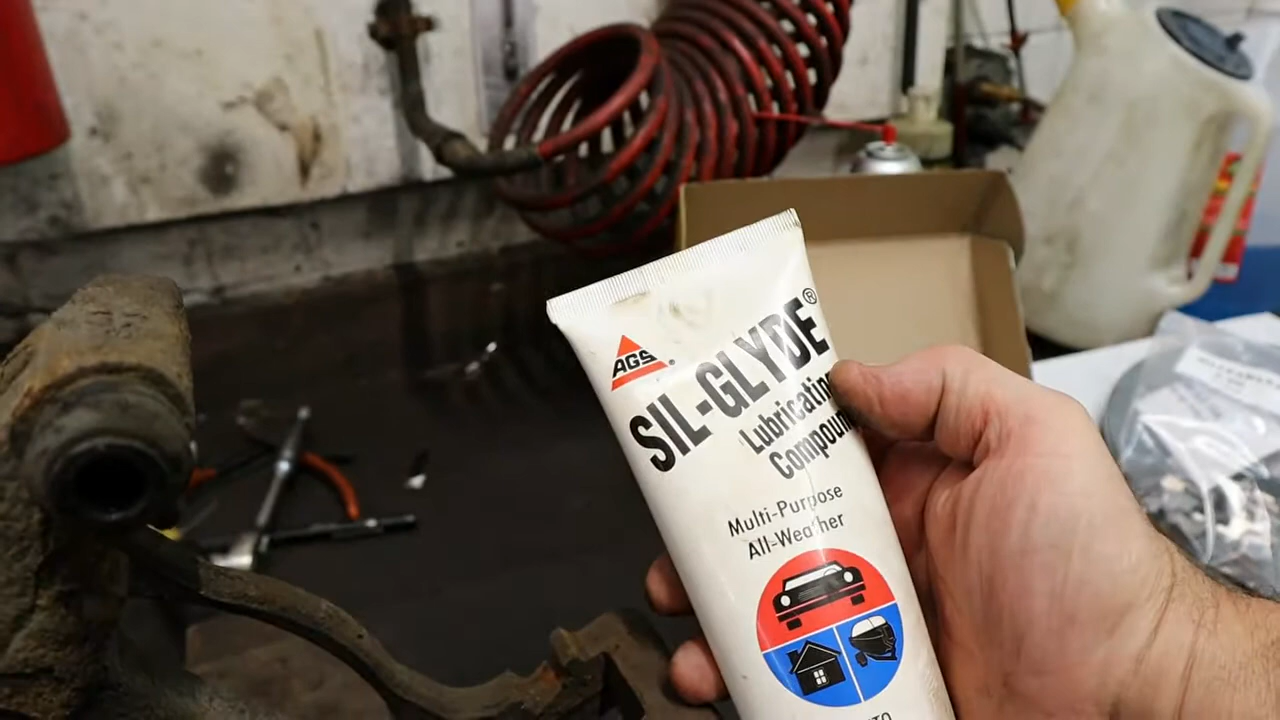 AGS®
SIL-GLYDE®
Lubricating
Compound
Multi-Purpose
All-Weather